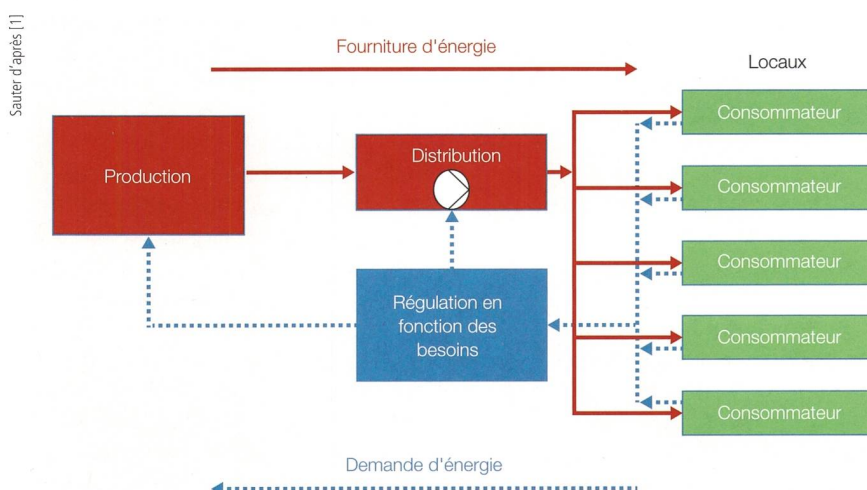 Sauter d'après [1]
Fourniture d'énergie
Locaux
Production
Distribution
Consommateur
Consommateur
Consommateur
Consommateur
Consommateur
Régulation en
fonction des
besoins
Demande d'énergie